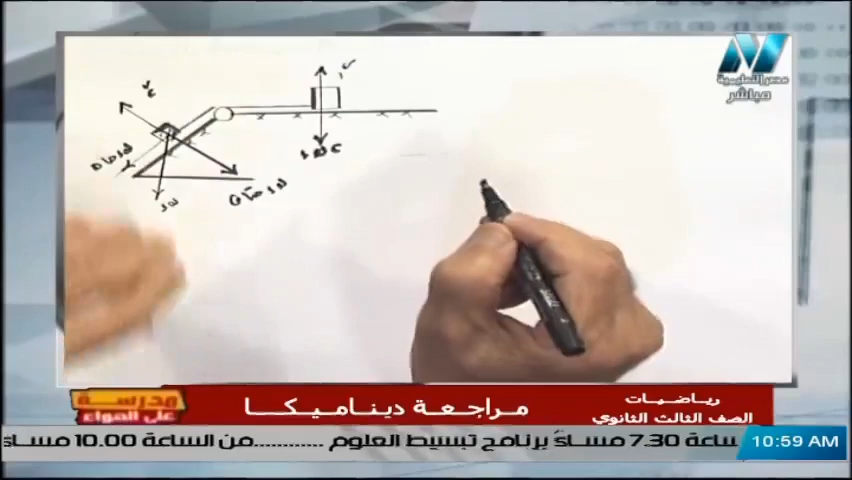 مصر التعليمية
مباشر
مدرسة
على الهواء
مراجعة ديناميكا
رياضيات
الصف الثالث الثانوي
ساعة 7.30 مساءً برنامج تبسيط العلوم ............من الساعة 10.00 مساءً
10:59 AM